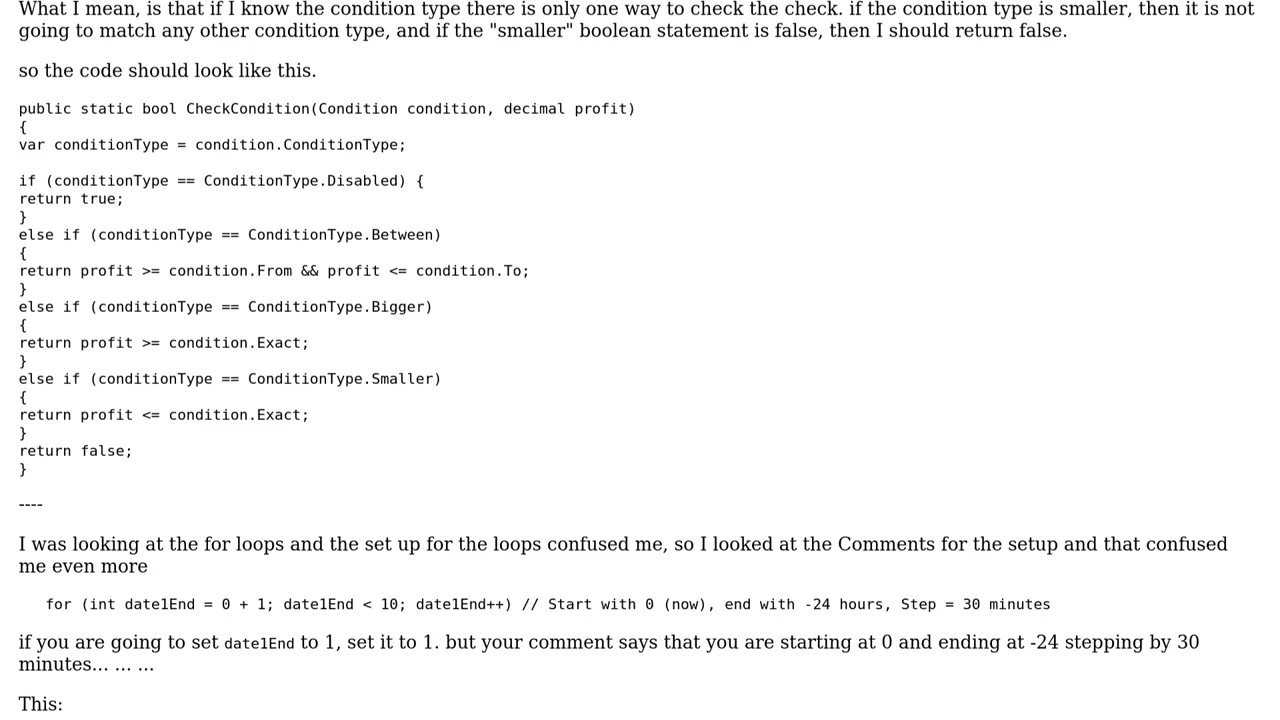 What I mean, is that if I know the condition type there is only one way to check the check. if the condition type is smaller, then it is not
going to match any other condition type, and if the "smaller" boolean statement is false, then I should return false.
so the code should look like this.
public static bool CheckCondition(Condition condition, decimal profit)
{
var conditionType = condition.ConditionType;
if (conditionType == ConditionType.Disabled) {
return true;
}
else if (conditionType == ConditionType.Between)
{
return profit >= condition.From && profit <= condition.To;
}
else if (conditionType == ConditionType.Bigger)
{
return profit >= condition.Exact;
}
else if (conditionType == ConditionType.Smaller)
{
return profit <= condition.Exact;
}
return false;
}
----
I was looking at the for loops and the set up for the loops confused me, so I looked at the Comments for the setup and that confused
me even more
for (int date1End = 0 + 1; date1End < 10; date1End++) // Start with 0 (now), end with -24 hours, Step = 30 minutes
if you are going to set date1End to 1, set it to 1. but your comment says that you are starting at 0 and ending at -24 stepping by 30
minutes... ... ...
This: